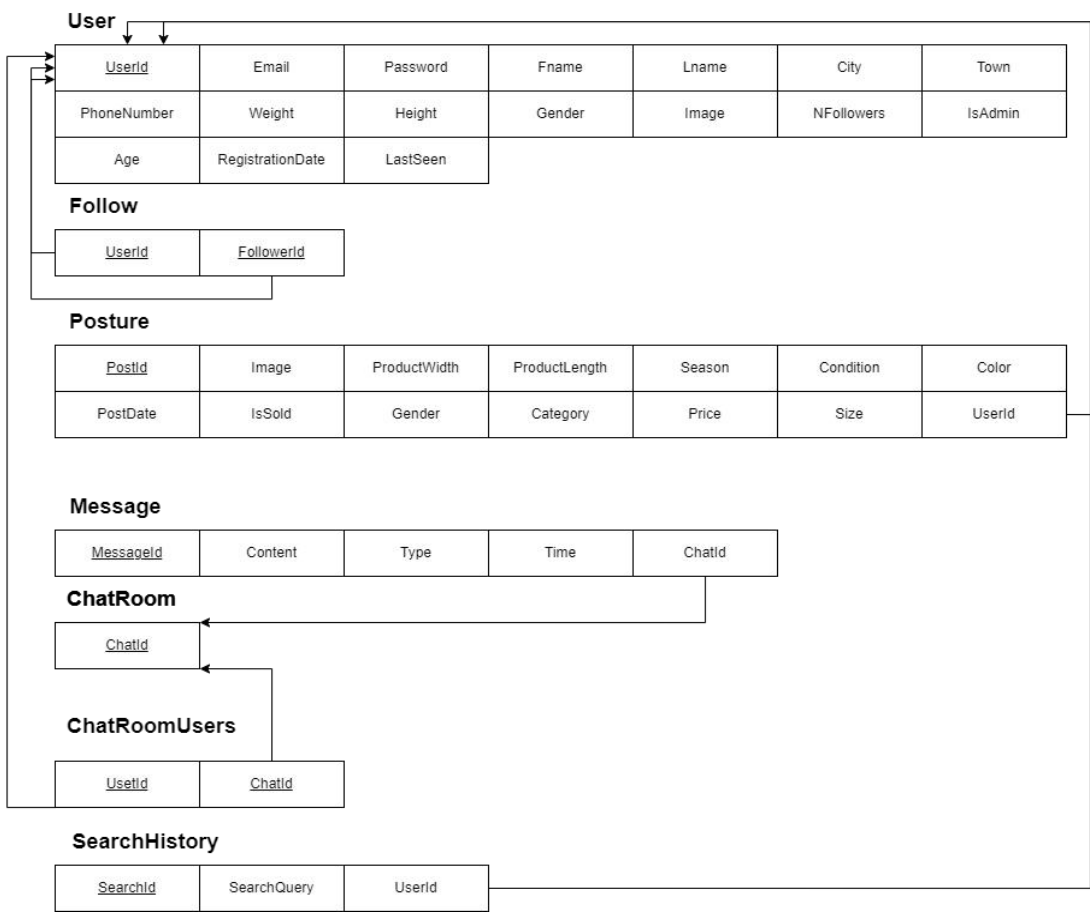 User
UserId Email Password Fname Lname City Town
PhoneNumber Weight Height Gender Image NFollowers IsAdmin
Age RegistrationDate LastSeen
Follow
UserId FollowerId
Posture
PostId Image ProductWidth ProductLength Season Condition Color
PostDate IsSold Gender Category Price Size UserId
Message
MessageId Content Type Time ChatId
ChatRoom
ChatId
ChatRoomUsers
UsetId ChatId
SearchHistory
SearchId SearchQuery UserId